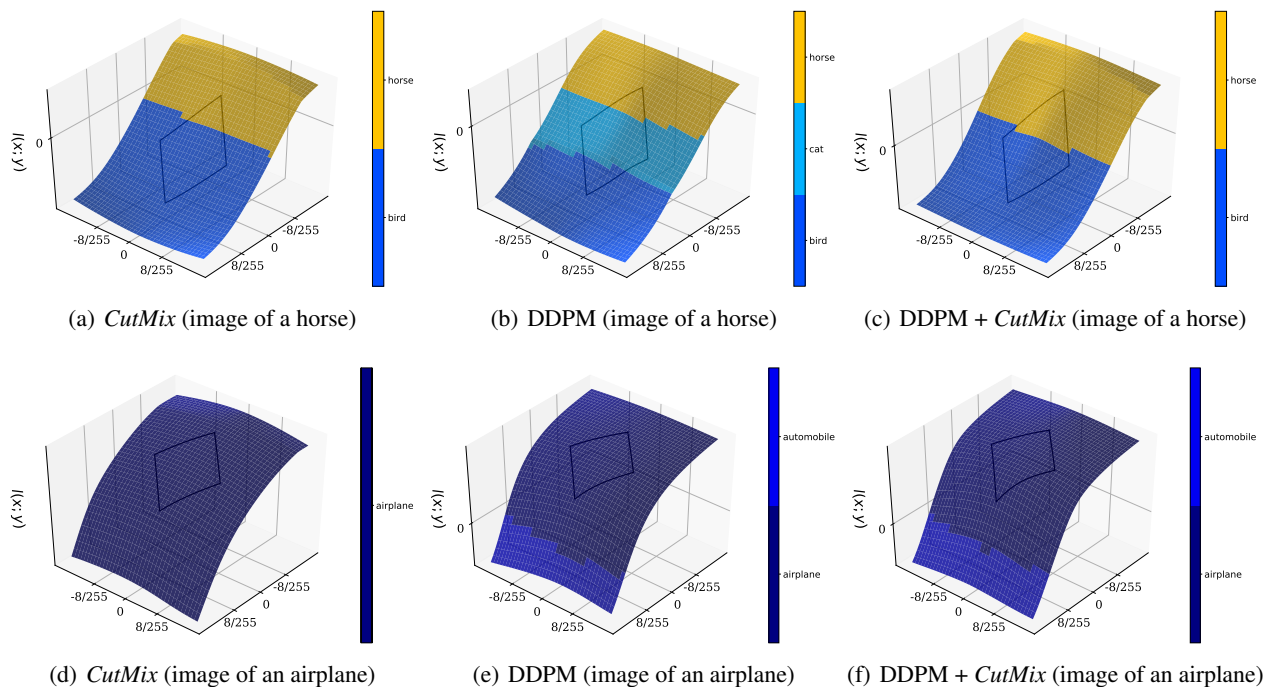 horse
bird
l(x; y)
0
-8/255
0
8/255
8/255
0
-8/255
(a) CutMix (image of a horse)
horse
cat
bird
l(x; y)
0
-8/255
0
8/255
8/255
0
-8/255
(b) DDPM (image of a horse)
horse
bird
l(x; y)
0
-8/255
0
8/255
8/255
0
-8/255
(c) DDPM + CutMix (image of a horse)
airplane
l(x; y)
-8/255
0
8/255
8/255
0
-8/255
(d) CutMix (image of an airplane)
automobile
airplane
l(x; y)
0
-8/255
0
8/255
8/255
0
-8/255
(e) DDPM (image of an airplane)
automobile
airplane
l(x; y)
0
-8/255
0
8/255
8/255
0
-8/255
(f) DDPM + CutMix (image of an airplane)